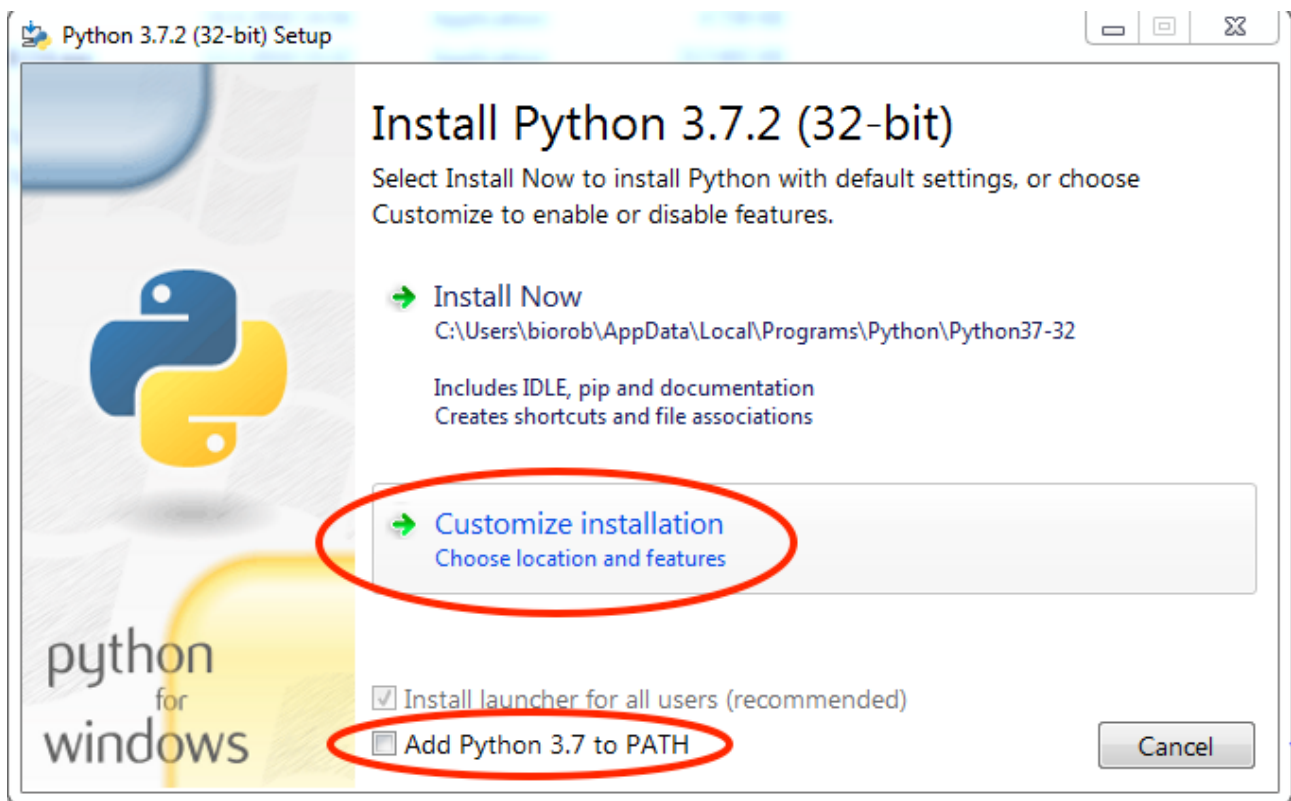 Python 3.7.2 (32-bit) Setup
Install Python 3.7.2 (32-bit)
Select Install Now to install Python with default settings, or choose
Customize to enable or disable features.
Install Now
C:\Users\biorob\AppData\Local\Programs\Python\Python37-32
Includes IDLE, pip and documentation
Creates shortcuts and file associations
Customize installation
Choose location and features
python
for
windows
Install launcher for all users (recommended)
Add Python 3.7 to PATH
Cancel